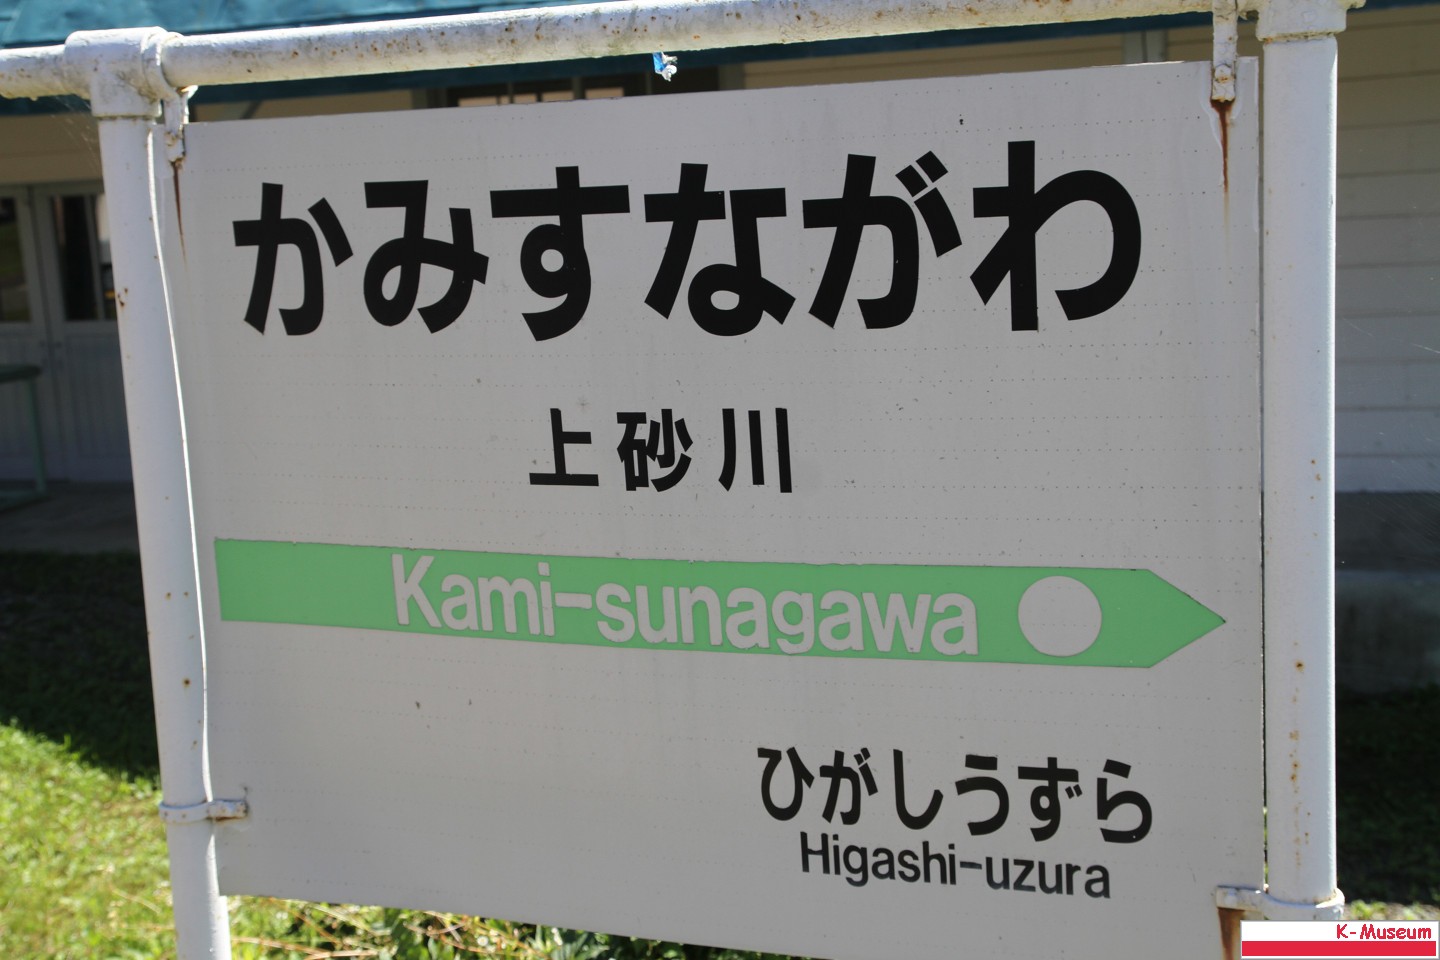 かみすながわ
上砂川
Kami-sunagawa
ひがしうずら
Higashi-uzura
K-Museum